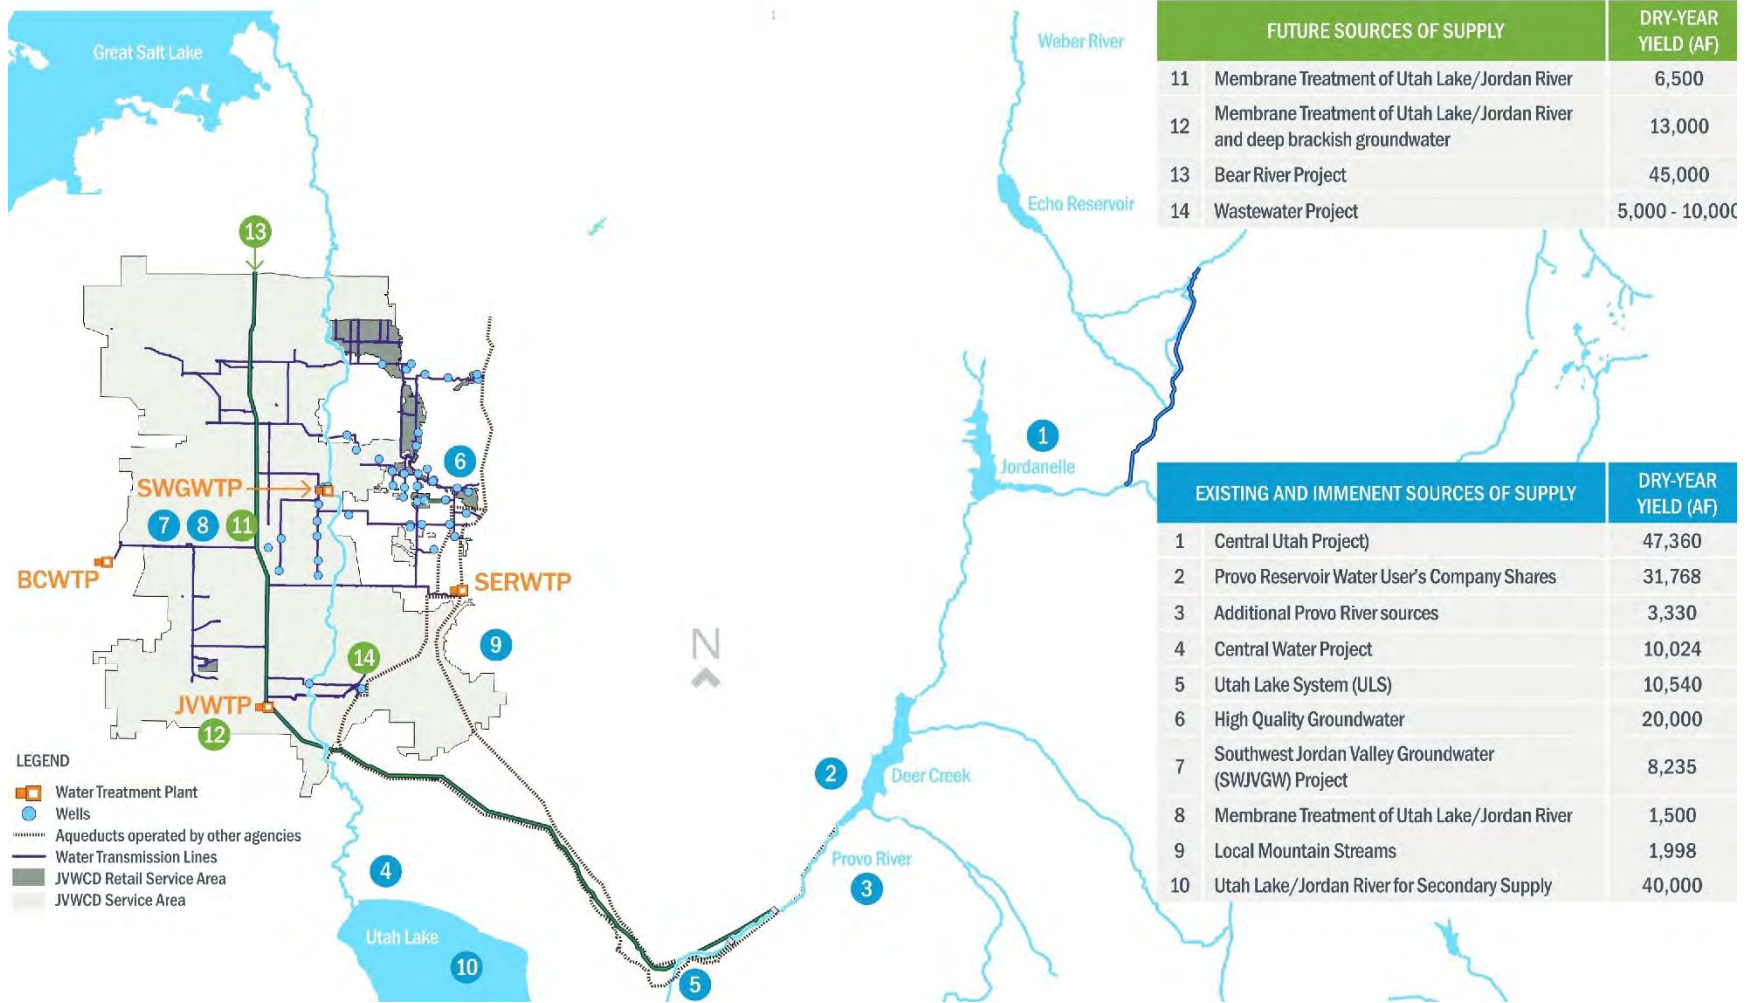 Great Salt Lake
Weber River
Echo Reservoir
FUTURE SOURCES OF SUPPLY
DRY-YEAR
YIELD (AF)
11 Membrane Treatment of Utah Lake/Jordan River 6,500
12 Membrane Treatment of Utah Lake/Jordan River
and deep brackish groundwater 13,000
13 Bear River Project 45,000
14 Wastewater Project 5,000 - 10,000
13
1
Jordanelle
6
SWGWTP
7 8 11
BCWTP
SERWTP
9
14
JVWTP
12
N
EXISTING AND IMMENENT SOURCES OF SUPPLY
DRY-YEAR
YIELD (AF)
1 Central Utah Project) 47,360
2 Provo Reservoir Water User's Company Shares 31,768
3 Additional Provo River sources 3,330
4 Central Water Project 10,024
5 Utah Lake System (ULS) 10,540
6 High Quality Groundwater 20,000
7 Southwest Jordan Valley Groundwater
(SWJVGW) Project 8,235
8 Membrane Treatment of Utah Lake/Jordan River 1,500
9 Local Mountain Streams 1,998
10 Utah Lake/Jordan River for Secondary Supply 40,000
LEGEND
Water Treatment Plant
Wells
Aqueducts operated by other agencies
Water Transmission Lines
JVWCD Retail Service Area
JVWCD Service Area
2
Deer Creek
Provo River
3
4
Utah Lake
10
5